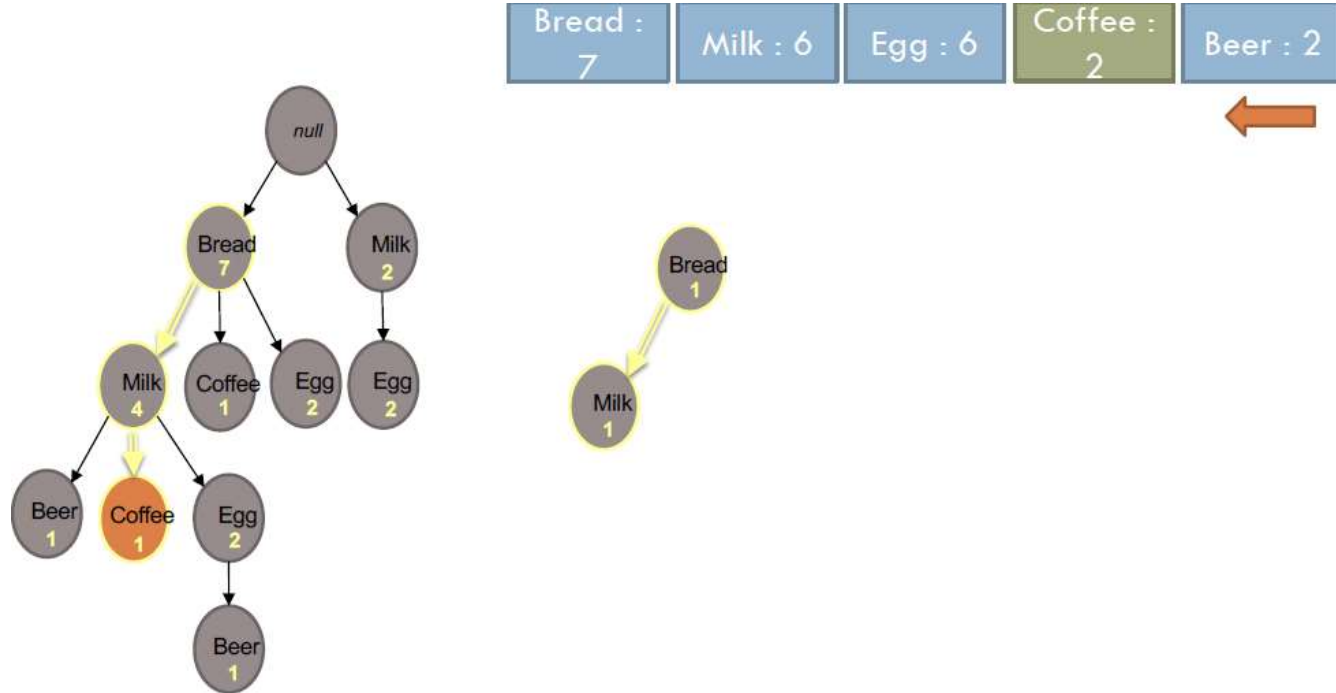 Bread : 7
Milk : 6
Egg : 6
Coffee : 2
Beer : 2
null
Bread
7
Milk
2
Milk
4
Coffee
1
Egg
2
Egg
2
Beer
1
Coffee
1
Egg
2
Beer
1
Bread
1
Milk
1